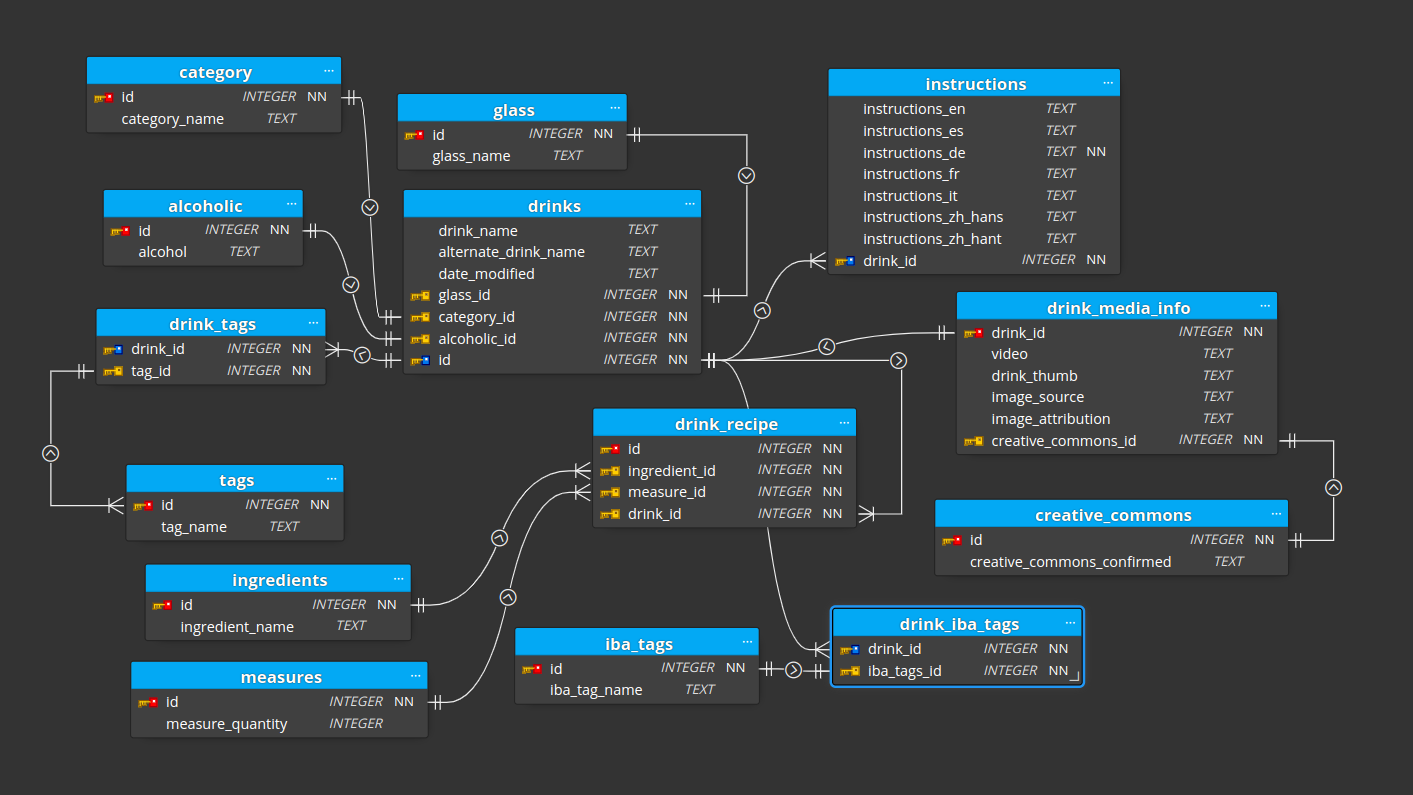 category ...
id INTEGER NN
category_name TEXT
glass ...
id INTEGER NN
glass_name TEXT
instructions ...
instructions_en TEXT
instructions_es TEXT
instructions_de TEXT NN
instructions_fr TEXT
instructions_it TEXT
instructions_zh_hans TEXT
instructions_zh_hant TEXT
drink_id INTEGER NN
alcoholic ...
id INTEGER NN
alcohol TEXT
drinks ...
drink_name TEXT
alternate_drink_name TEXT
date_modified TEXT
glass_id INTEGER NN
category_id INTEGER NN
alcoholic_id INTEGER NN
id INTEGER NN
drink_tags ...
drink_id INTEGER NN
tag_id INTEGER NN
drink_media_info ...
drink_id INTEGER NN
video TEXT
drink_thumb TEXT
image_source TEXT
image_attribution TEXT
creative_commons_id INTEGER NN
drink_recipe ...
id INTEGER NN
ingredient_id INTEGER NN
measure_id INTEGER NN
drink_id INTEGER NN
tags ...
id INTEGER NN
tag_name TEXT
creative_commons ...
id INTEGER NN
creative_commons_confirmed TEXT
ingredients ...
id INTEGER NN
ingredient_name TEXT
drink_iba_tags ...
drink_id INTEGER NN
iba_tags_id INTEGER NN
iba_tags ...
id INTEGER NN
iba_tag_name TEXT
measures ...
id INTEGER NN
measure_quantity INTEGER